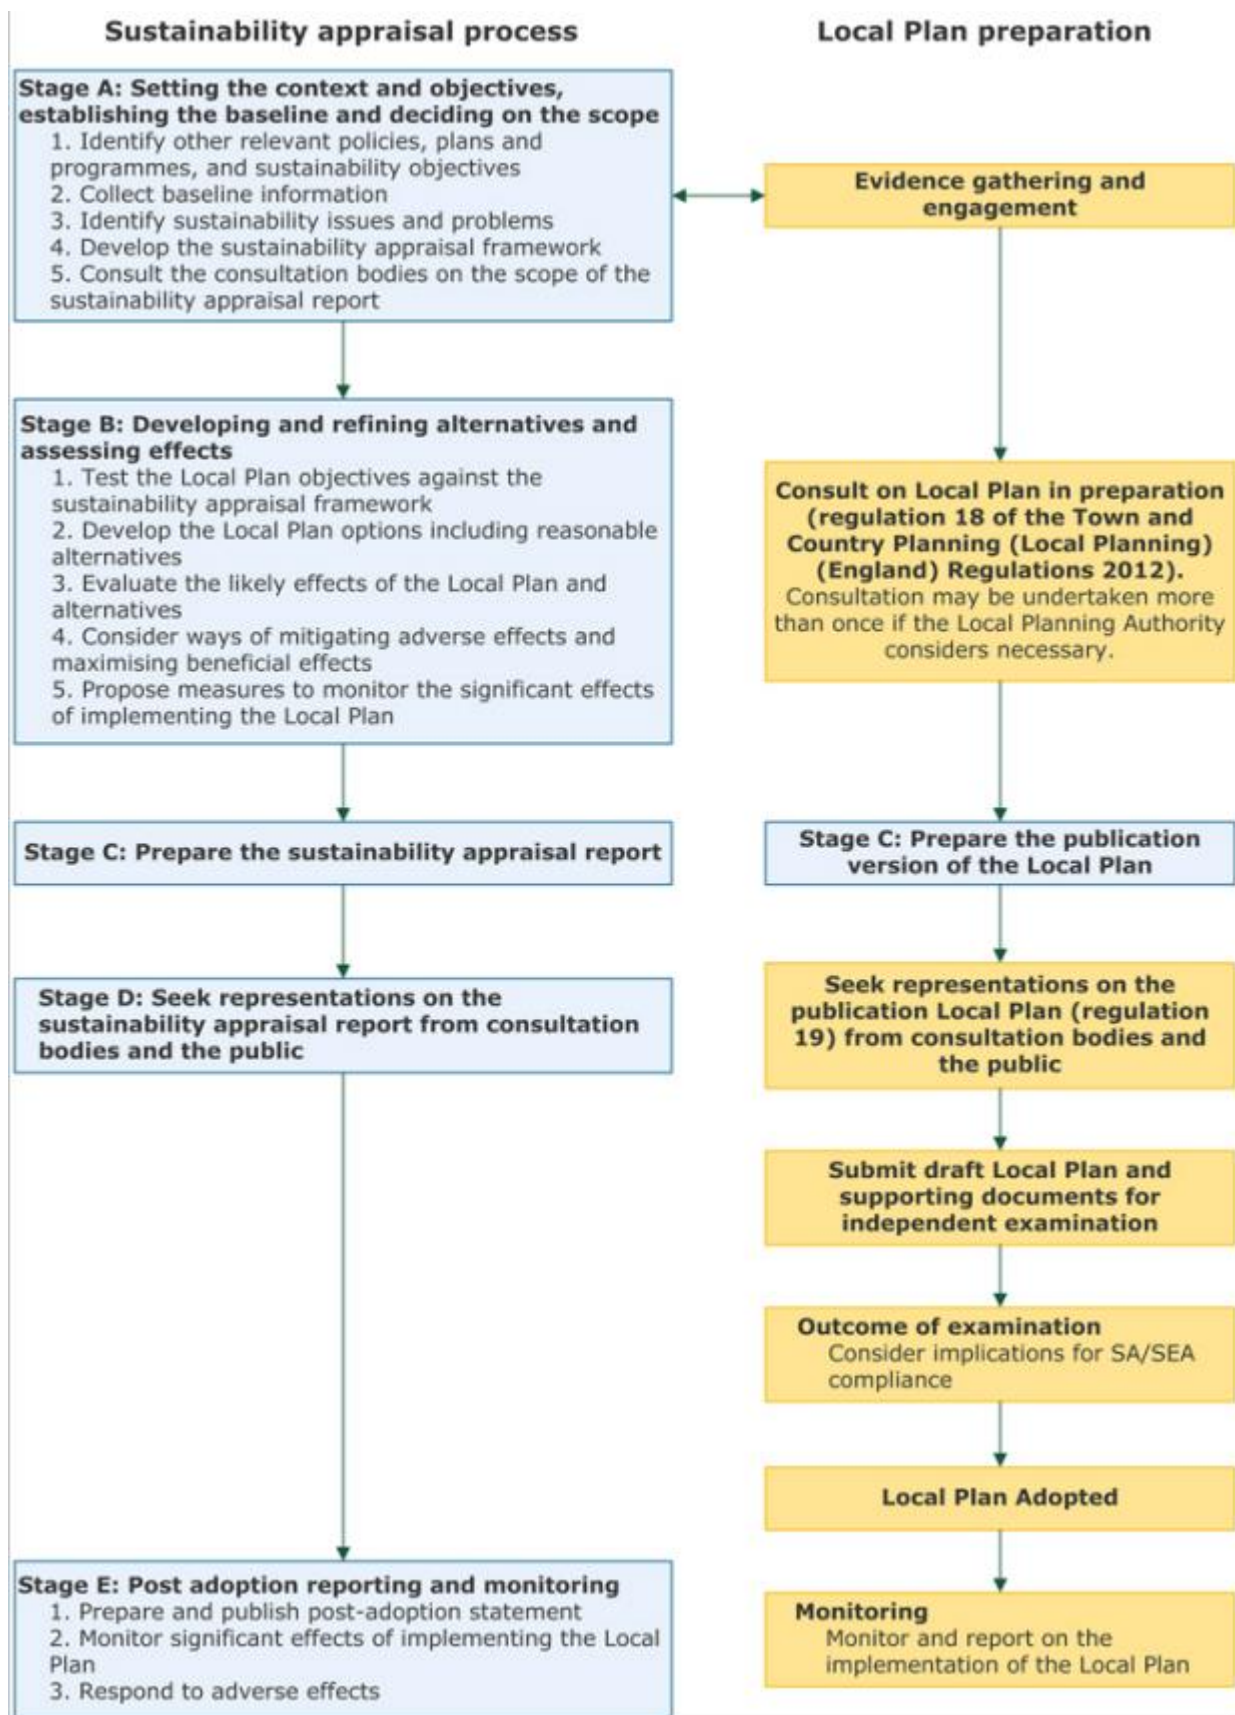 Sustainability appraisal process
Stage A: Setting the context and objectives,
establishing the baseline and deciding on the scope
1. Identify other relevant policies, plans and
programmes, and sustainability objectives
2. Collect baseline information
3. Identify sustainability issues and problems
4. Develop the sustainability appraisal framework
5. Consult the consultation bodies on the scope of the
sustainability appraisal report
Stage B: Developing and refining alternatives and
assessing effects
1. Test the Local Plan objectives against the
sustainability appraisal framework
2. Develop the Local Plan options including reasonable
alternatives
3. Evaluate the likely effects of the Local Plan and
alternatives
4. Consider ways of mitigating adverse effects and
maximising beneficial effects
5. Propose measures to monitor the significant effects
of implementing the Local Plan
Stage C: Prepare the sustainability appraisal report
Stage D: Seek representations on the
sustainability appraisal report from consultation
bodies and the public
Stage E: Post adoption reporting and monitoring
1. Prepare and publish post-adoption statement
2. Monitor significant effects of implementing the Local
Plan
3. Respond to adverse effects
Local Plan preparation
Evidence gathering and
engagement
Consult on Local Plan in preparation
(regulation 18 of the Town and
Country Planning (Local Planning)
(England) Regulations 2012).
Consultation may be undertaken more
than once if the Local Planning Authority
considers necessary.
Stage C: Prepare the publication
version of the Local Plan
Seek representations on the
publication Local Plan (regulation
19) from consultation bodies and
the public
Submit draft Local Plan and
supporting documents for
independent examination
Outcome of examination
Consider implications for SA/SEA
compliance
Local Plan Adopted
Monitoring
Monitor and report on the
implementation of the Local Plan